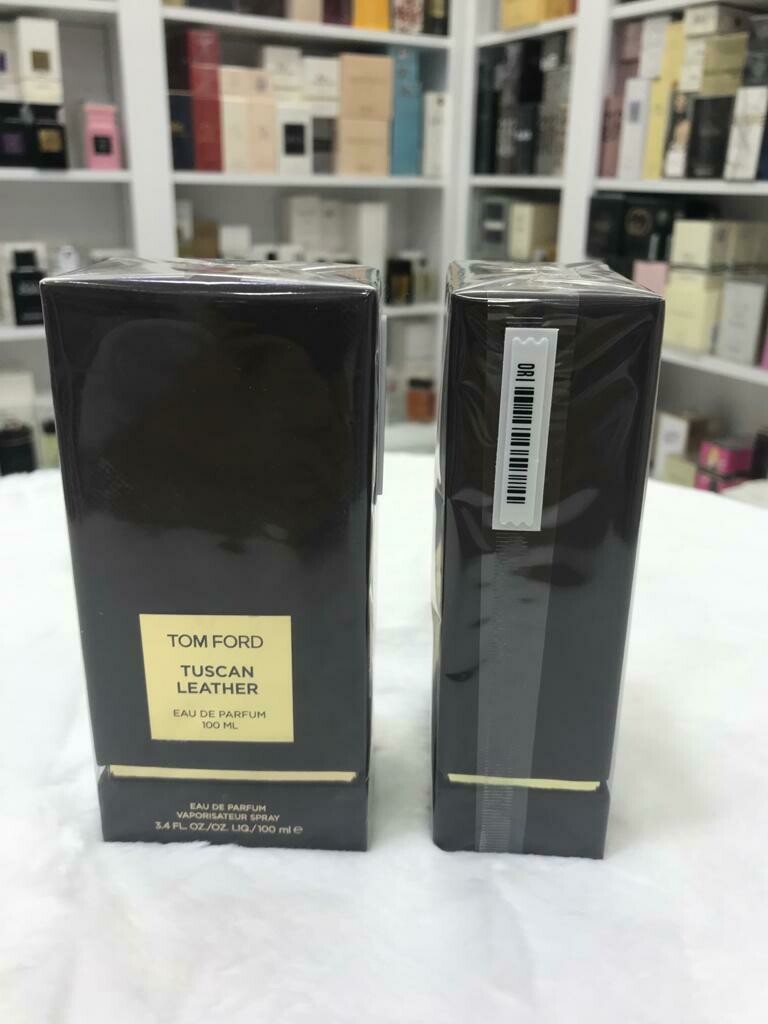 TOM FORD
TUSCAN
LEATHER
EAU DE PARFUM
100 ML
EAU DE PARFUM
VAPORISATEUR SPRAY
3.4 FL. OZ./OZ. LIQ./100 ml e
ORI